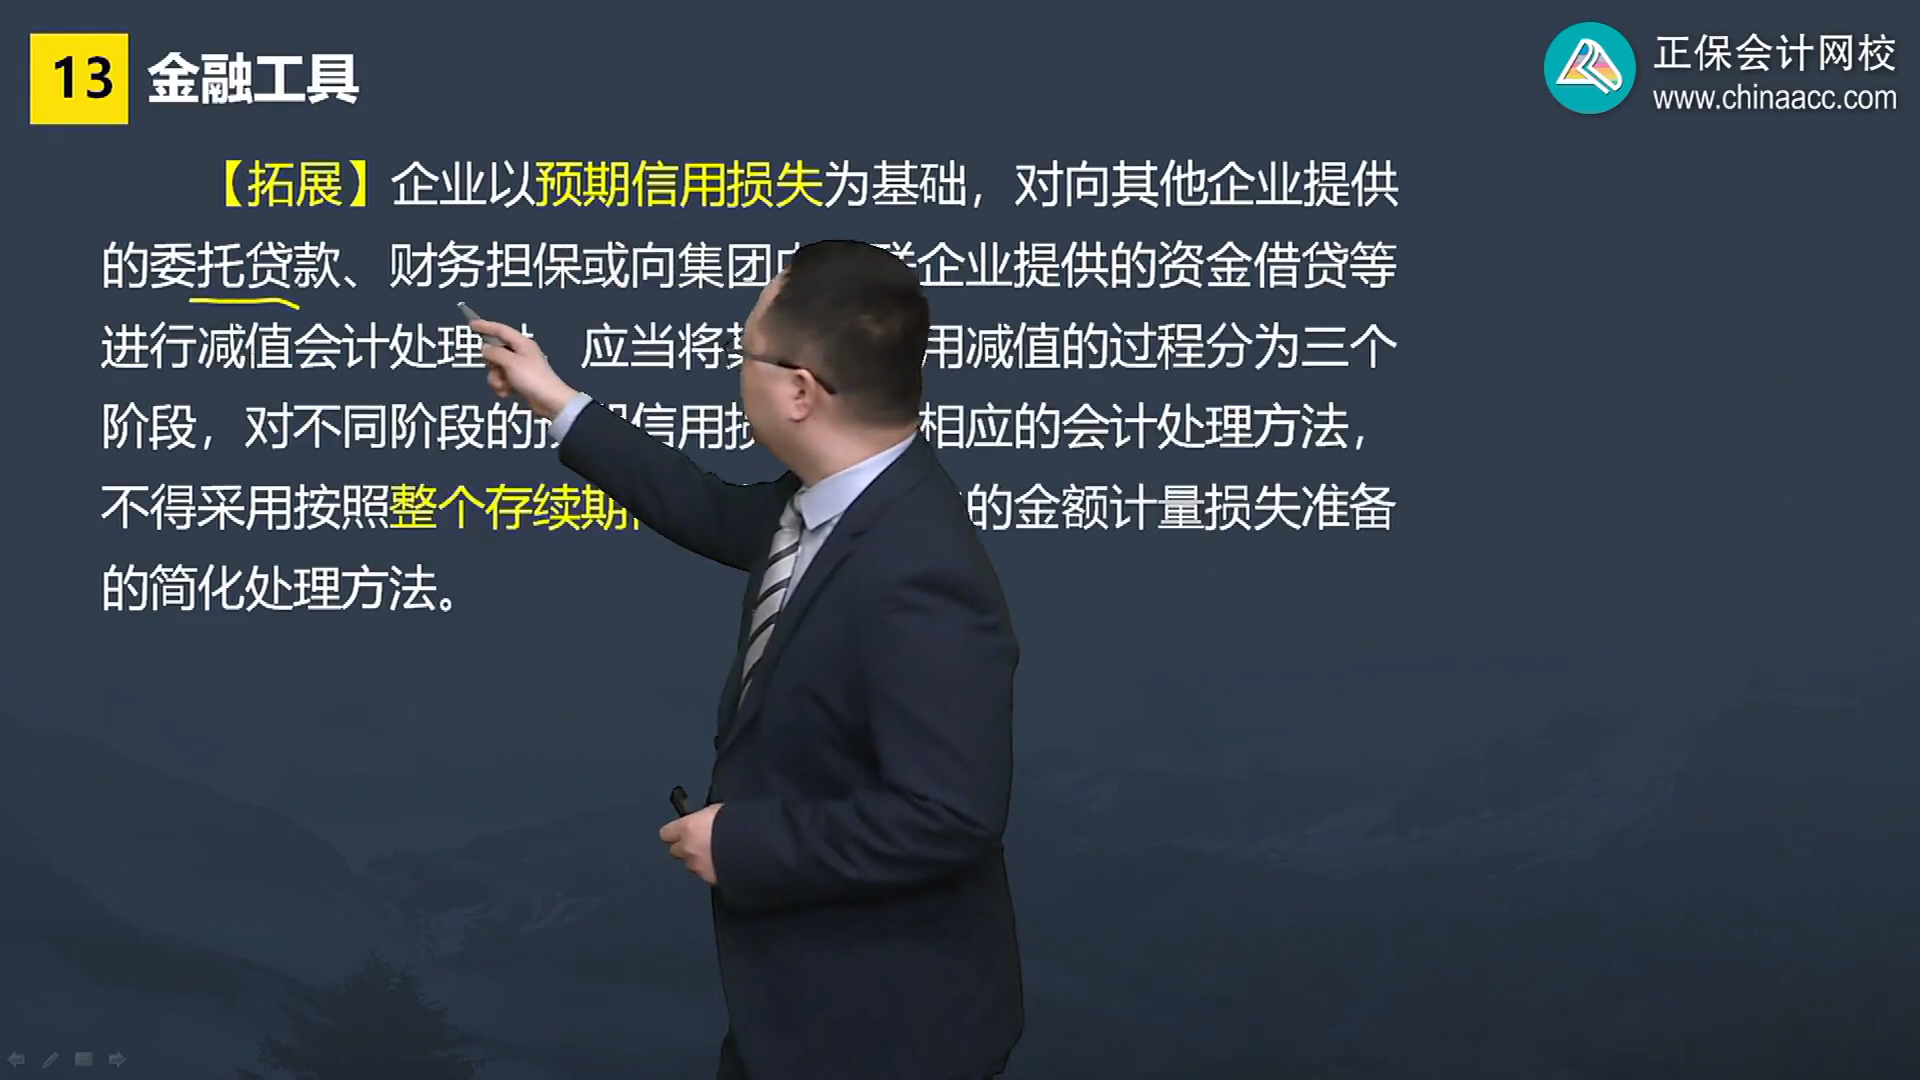 13 金融工具
正保会计网校
www.chinaacc.com
【拓展】企业以预期信用损失为基础，对向其他企业提供
的委托贷款、财务担保或向集团 联企业提供的资金借贷等
进行减值会计处理 应当将 用减值的过程分为三个
阶段，对不同阶段的 信用 相应的会计处理方法，
不得采用按照整个存续期 的金额计量损失准备
的简化处理方法。